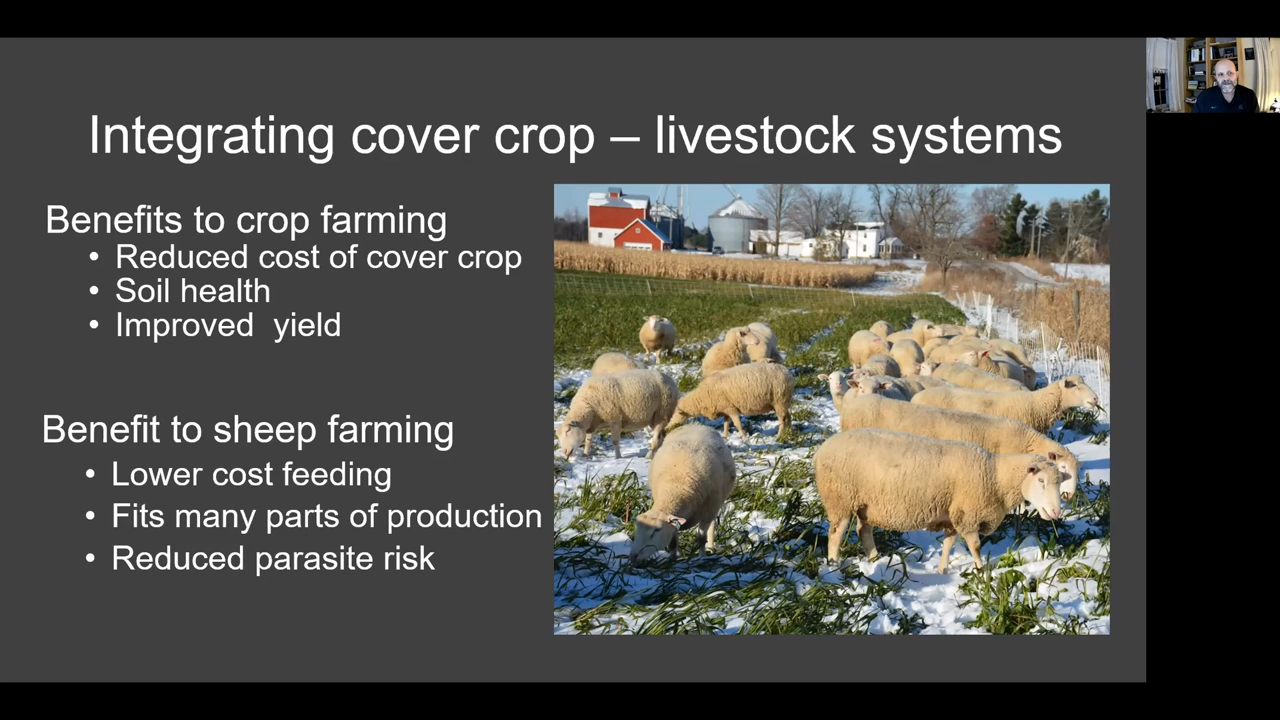 Integrating cover crop – livestock systems
Benefits to crop farming
• Reduced cost of cover crop
• Soil health
• Improved  yield
Benefit to sheep farming
• Lower cost feeding
• Fits many parts of production
• Reduced parasite risk